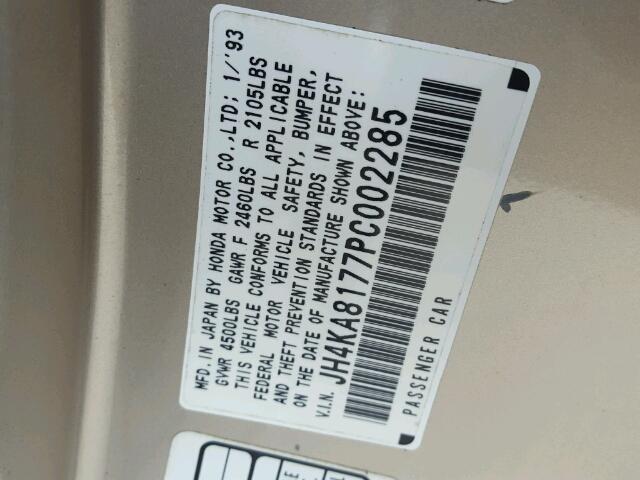 MFD. IN JAPAN BY HONDA MOTOR CO., LTD; 1/'93
GVWR 4500LBS GAWR F 2460LBS R 2105LBS
THIS VEHICLE CONFORMS TO ALL APPLICABLE
FEDERAL MOTOR VEHICLE SAFETY, BUMPER,
AND THEFT PREVENTION STANDARDS IN EFFECT
ON THE DATE OF MANUFACTURE SHOWN ABOVE:
V.I.N. JH4KA8177PC002285
PASSENGER CAR